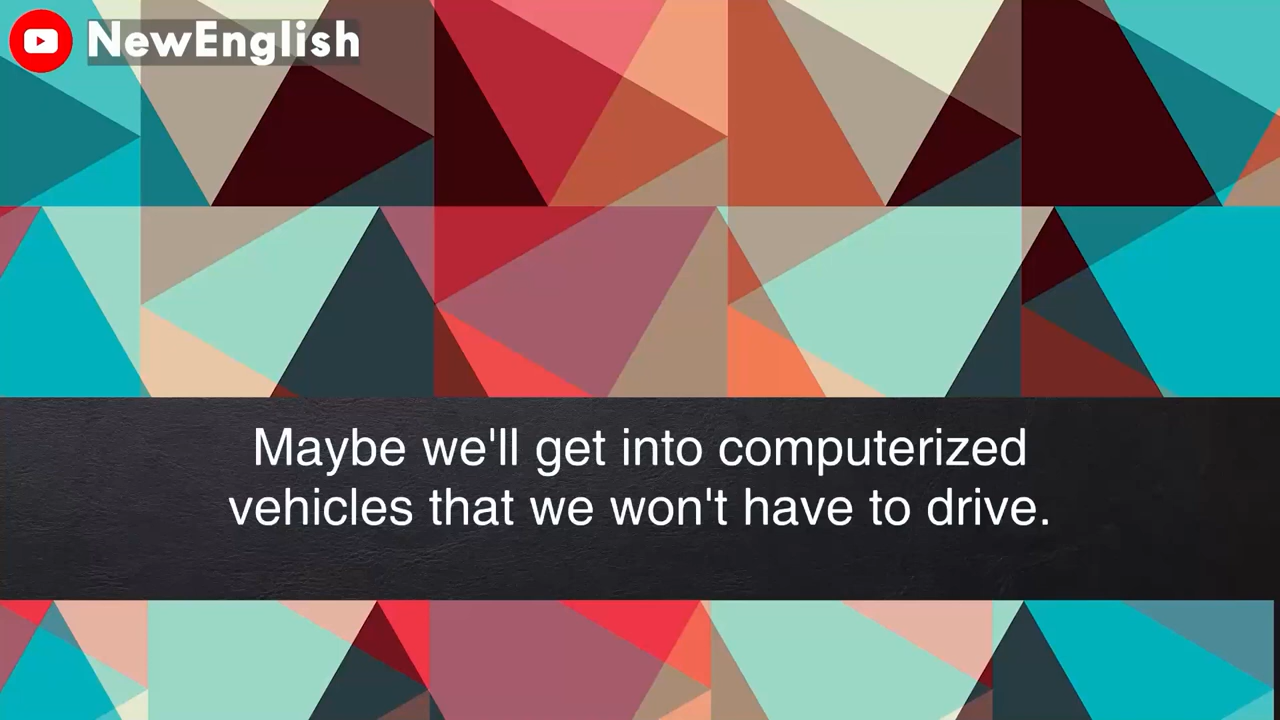 NewEnglish
Maybe we'll get into computerized
vehicles that we won't have to drive.